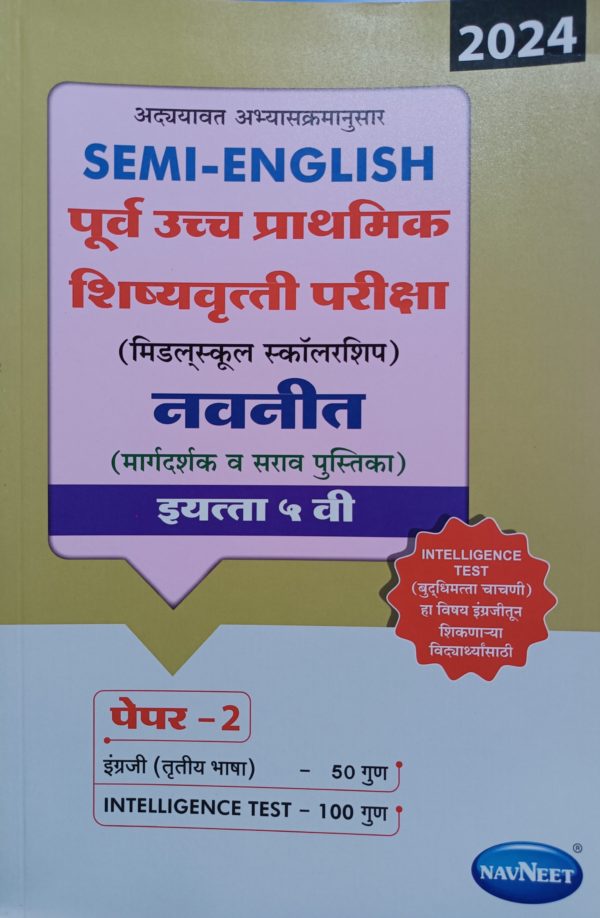 2024
अद्ययावत अभ्यासक्रमानुसार
SEMI-ENGLISH
पूर्व उच्च प्राथमिक
शिष्यवृत्ती परीक्षा
(मिडल्‌स्कूल स्कॉलरशिप)
नवनीत
(मार्गदर्शक व सराव पुस्तिका)
इयत्ता ५ वी
INTELLIGENCE
TEST
(बुद्‌धिमत्ता चाचणी)
हा विषय इंग्रजीतून
शिकणाऱ्या
विद्यार्थ्यांसाठी
पेपर – 2
इंग्रजी (तृतीय भाषा) – 50 गुण
INTELLIGENCE TEST – 100 गुण
NAVNEET®